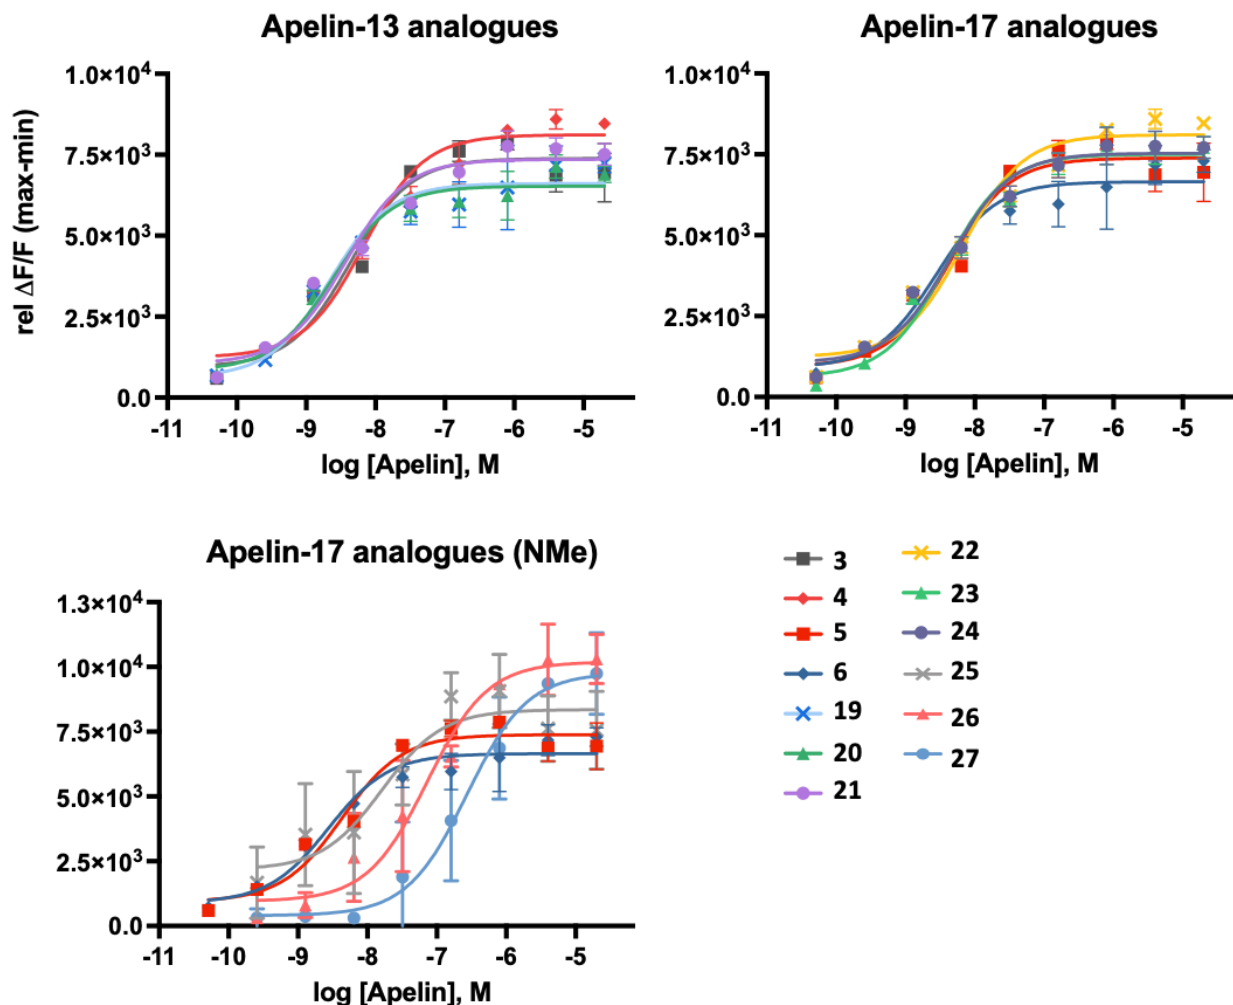 Apelin-13 analogues
1.0×10⁴
7.5×10³
5.0×10³
2.5×10³
0.0
rel ΔF/F (max-min)
-11 -10 -9 -8 -7 -6 -5
log [Apelin], M
Apelin-17 analogues
1.0×10⁴
7.5×10³
5.0×10³
2.5×10³
0.0
-11 -10 -9 -8 -7 -6 -5
log [Apelin], M
Apelin-17 analogues (NMe)
1.3×10⁴
1.0×10⁴
7.5×10³
5.0×10³
2.5×10³
0.0
-11 -10 -9 -8 -7 -6 -5
log [Apelin], M
3
4
5
6
19
20
21
22
23
24
25
26
27